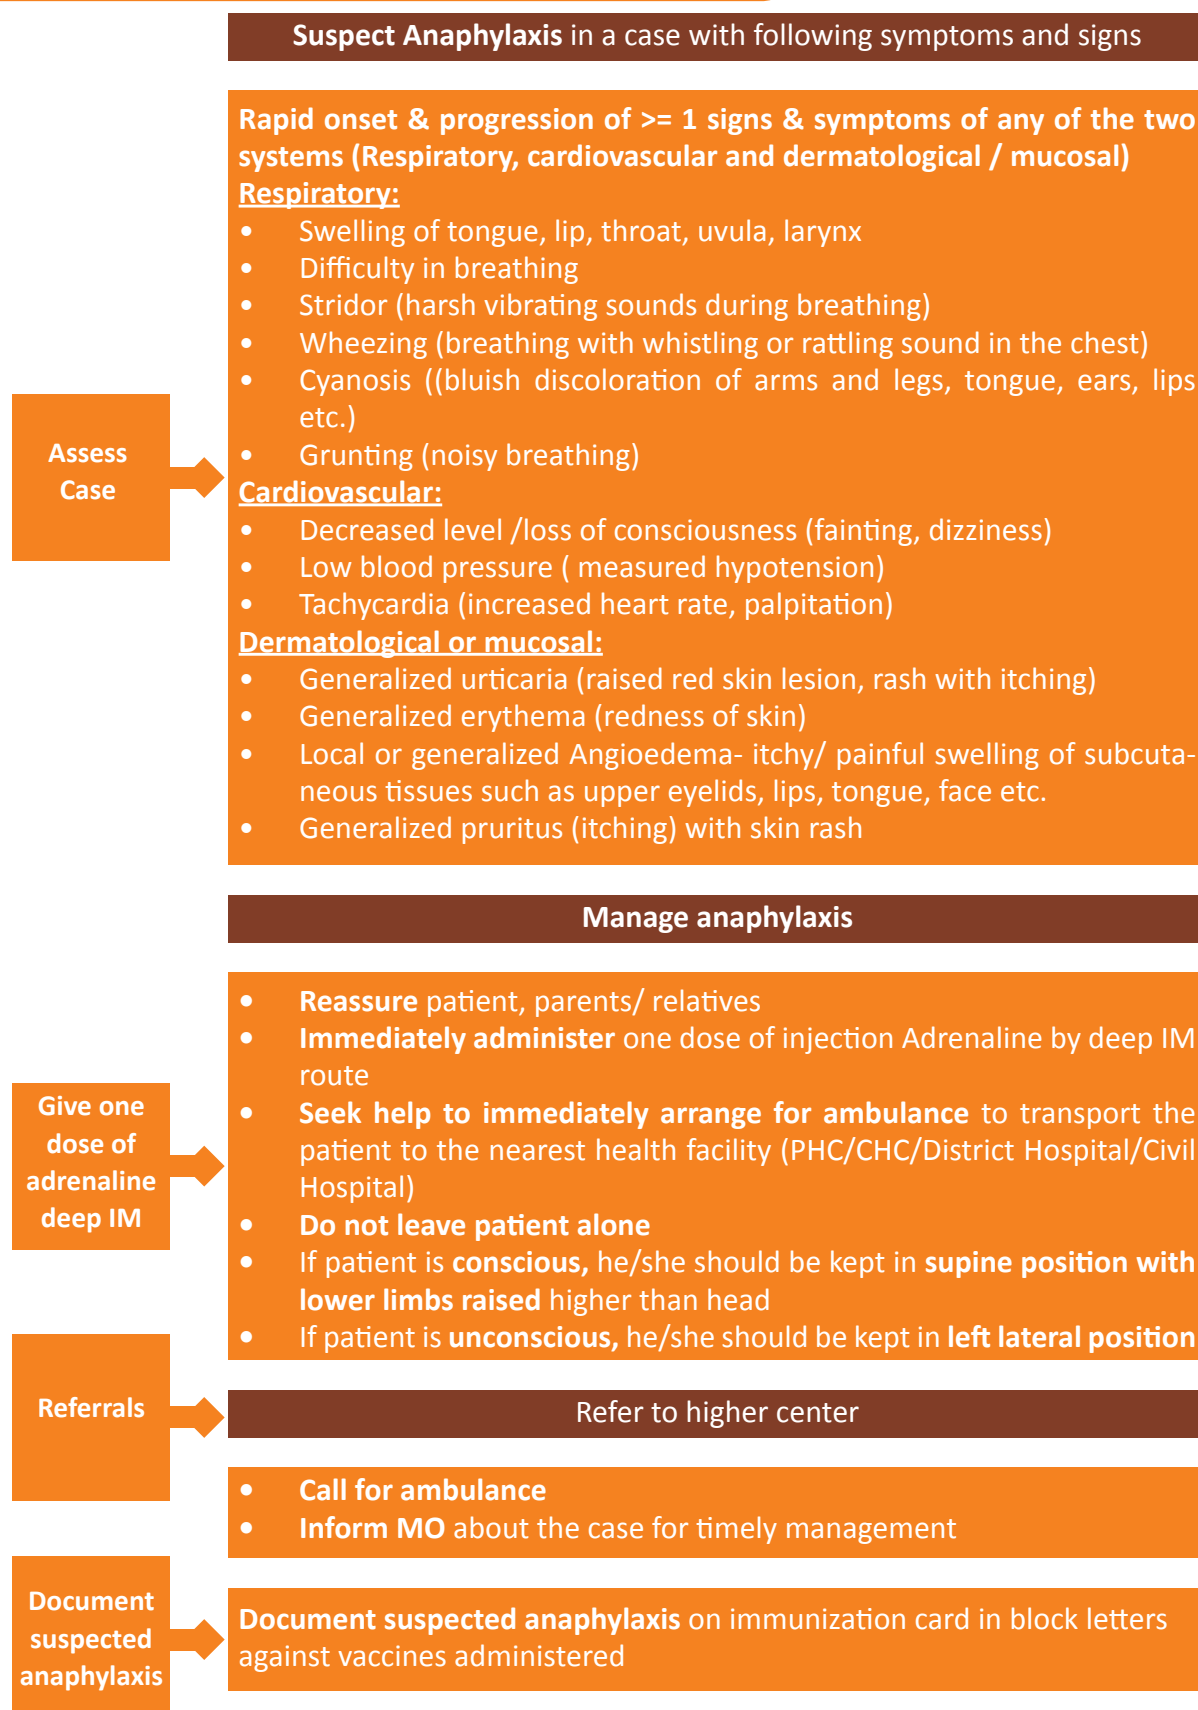 Suspect Anaphylaxis in a case with following symptoms and signs
Rapid onset & progression of >= 1 signs & symptoms of any of the two
systems (Respiratory, cardiovascular and dermatological / mucosal)
Respiratory:
• Swelling of tongue, lip, throat, uvula, larynx
• Difficulty in breathing
• Stridor (harsh vibrating sounds during breathing)
• Wheezing (breathing with whistling or rattling sound in the chest)
• Cyanosis ((bluish discoloration of arms and legs, tongue, ears, lips
etc.)
• Grunting (noisy breathing)
Cardiovascular:
• Decreased level /loss of consciousness (fainting, dizziness)
• Low blood pressure ( measured hypotension)
• Tachycardia (increased heart rate, palpitation)
Dermatological or mucosal:
• Generalized urticaria (raised red skin lesion, rash with itching)
• Generalized erythema (redness of skin)
• Local or generalized Angioedema- itchy/ painful swelling of subcuta-
neous tissues such as upper eyelids, lips, tongue, face etc.
• Generalized pruritus (itching) with skin rash
Assess
Case
Manage anaphylaxis
• Reassure patient, parents/ relatives
• Immediately administer one dose of injection Adrenaline by deep IM
route
• Seek help to immediately arrange for ambulance to transport the
patient to the nearest health facility (PHC/CHC/District Hospital/Civil
Hospital)
• Do not leave patient alone
• If patient is conscious, he/she should be kept in supine position with
lower limbs raised higher than head
• If patient is unconscious, he/she should be kept in left lateral position
Give one
dose of
adrenaline
deep IM
Referrals
Refer to higher center
• Call for ambulance
• Inform MO about the case for timely management
Document
suspected
anaphylaxis
Document suspected anaphylaxis on immunization card in block letters
against vaccines administered